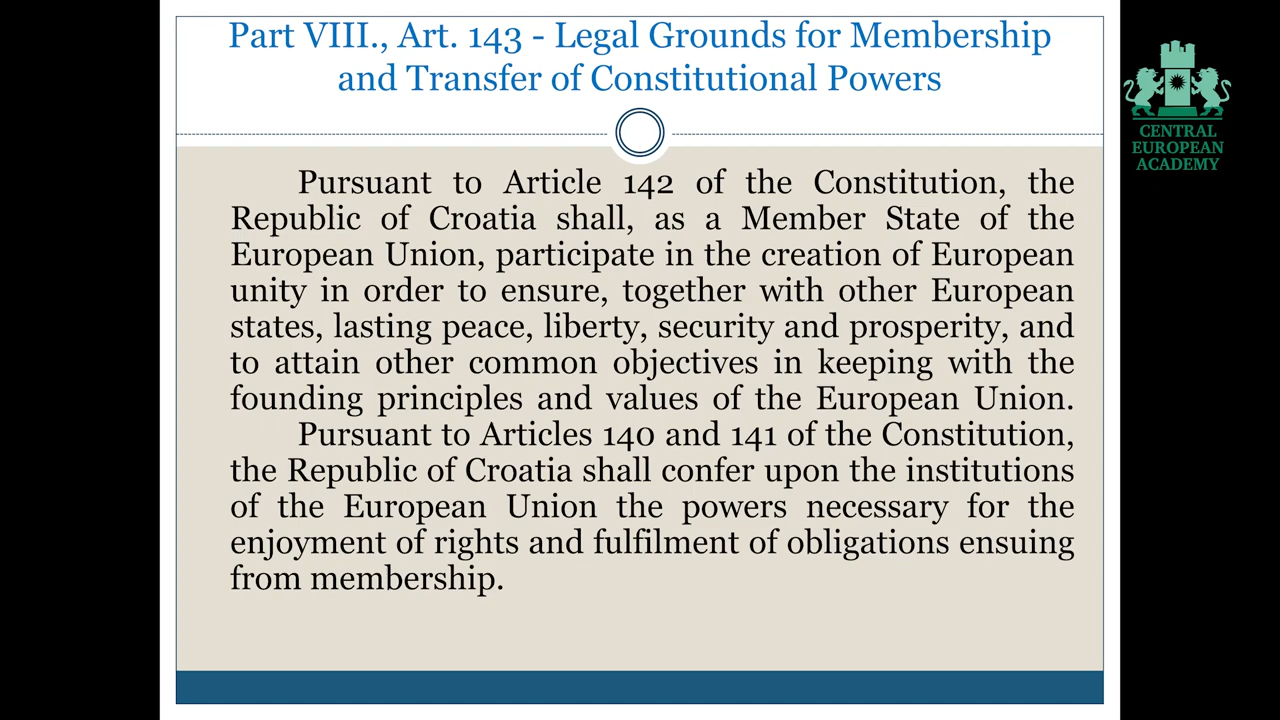 Part VIII., Art. 143 - Legal Grounds for Membership
and Transfer of Constitutional Powers
CENTRAL
EUROPEAN
ACADEMY
Pursuant to Article 142 of the Constitution, the
Republic of Croatia shall, as a Member State of the
European Union, participate in the creation of European
unity in order to ensure, together with other European
states, lasting peace, liberty, security and prosperity, and
to attain other common objectives in keeping with the
founding principles and values of the European Union.
Pursuant to Articles 140 and 141 of the Constitution,
the Republic of Croatia shall confer upon the institutions
of the European Union the powers necessary for the
enjoyment of rights and fulfilment of obligations ensuing
from membership.